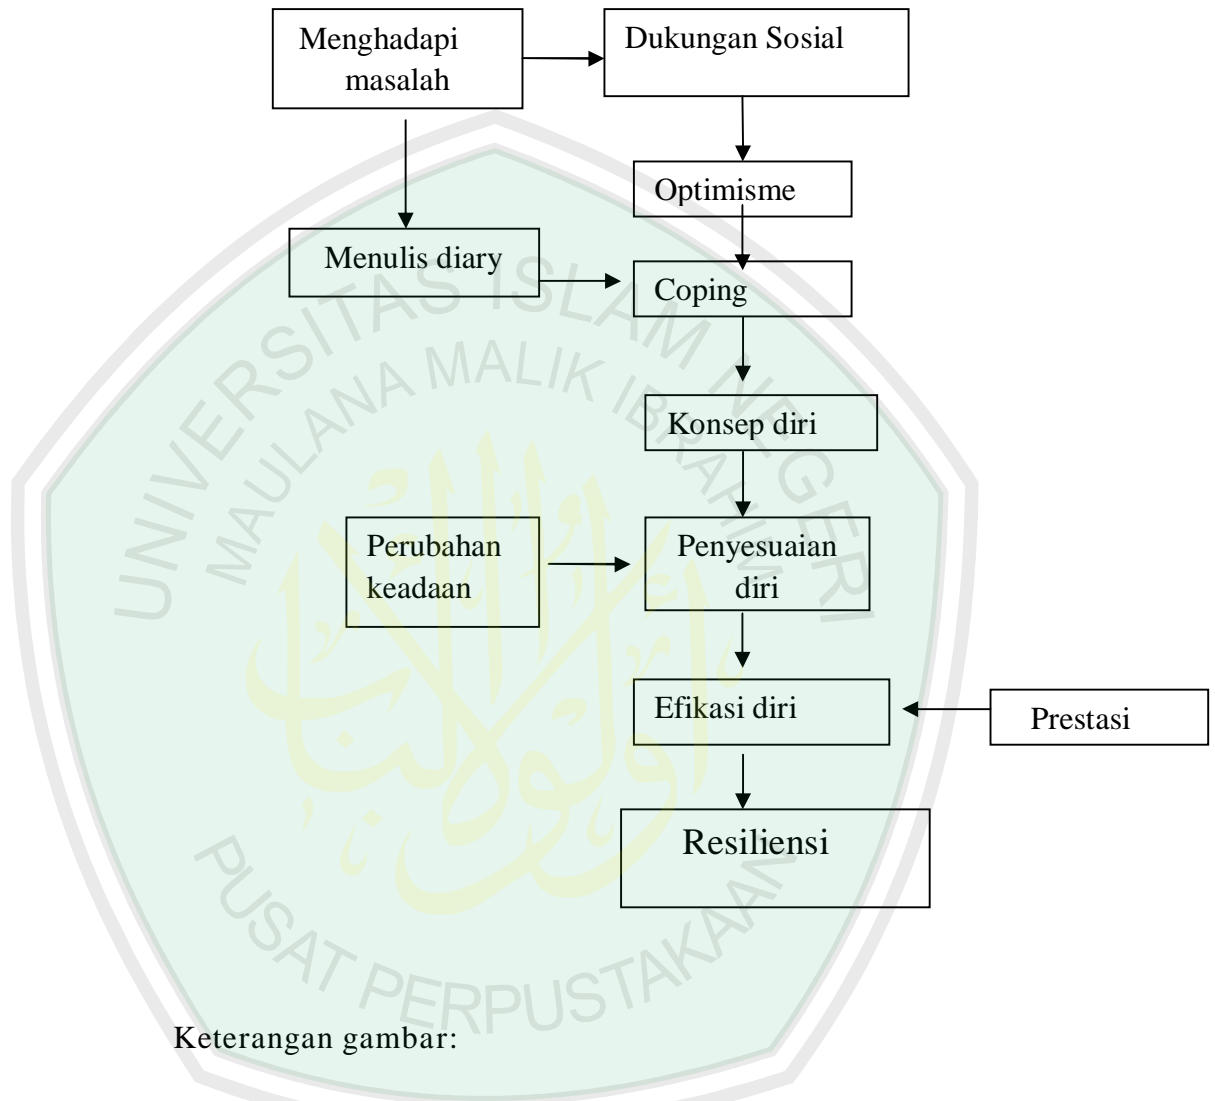 Menghadapi
masalah
Dukungan Sosial
Optimisme
Menulis diary
Coping
Konsep diri
Perubahan
keadaan
Penyesuaian
diri
Efikasi diri
Prestasi
Resiliensi
Keterangan gambar:
UNIVERSITAS ISLAM NEGERI
MAULANA MALIK IBRAHIM
PUSAT PERPUSTAKAAN